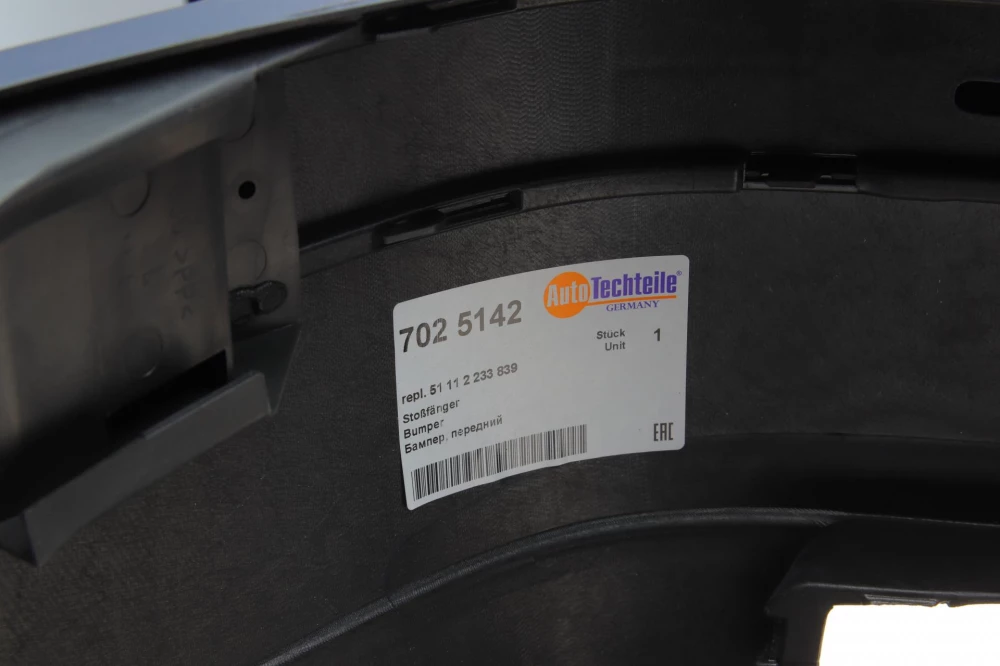 AutoTechteile®
GERMANY
702 5142
Stück 1
Unit
repl. 51 11 2 233 839
Stoßfänger
Bumper
Бампер, передний
EAC